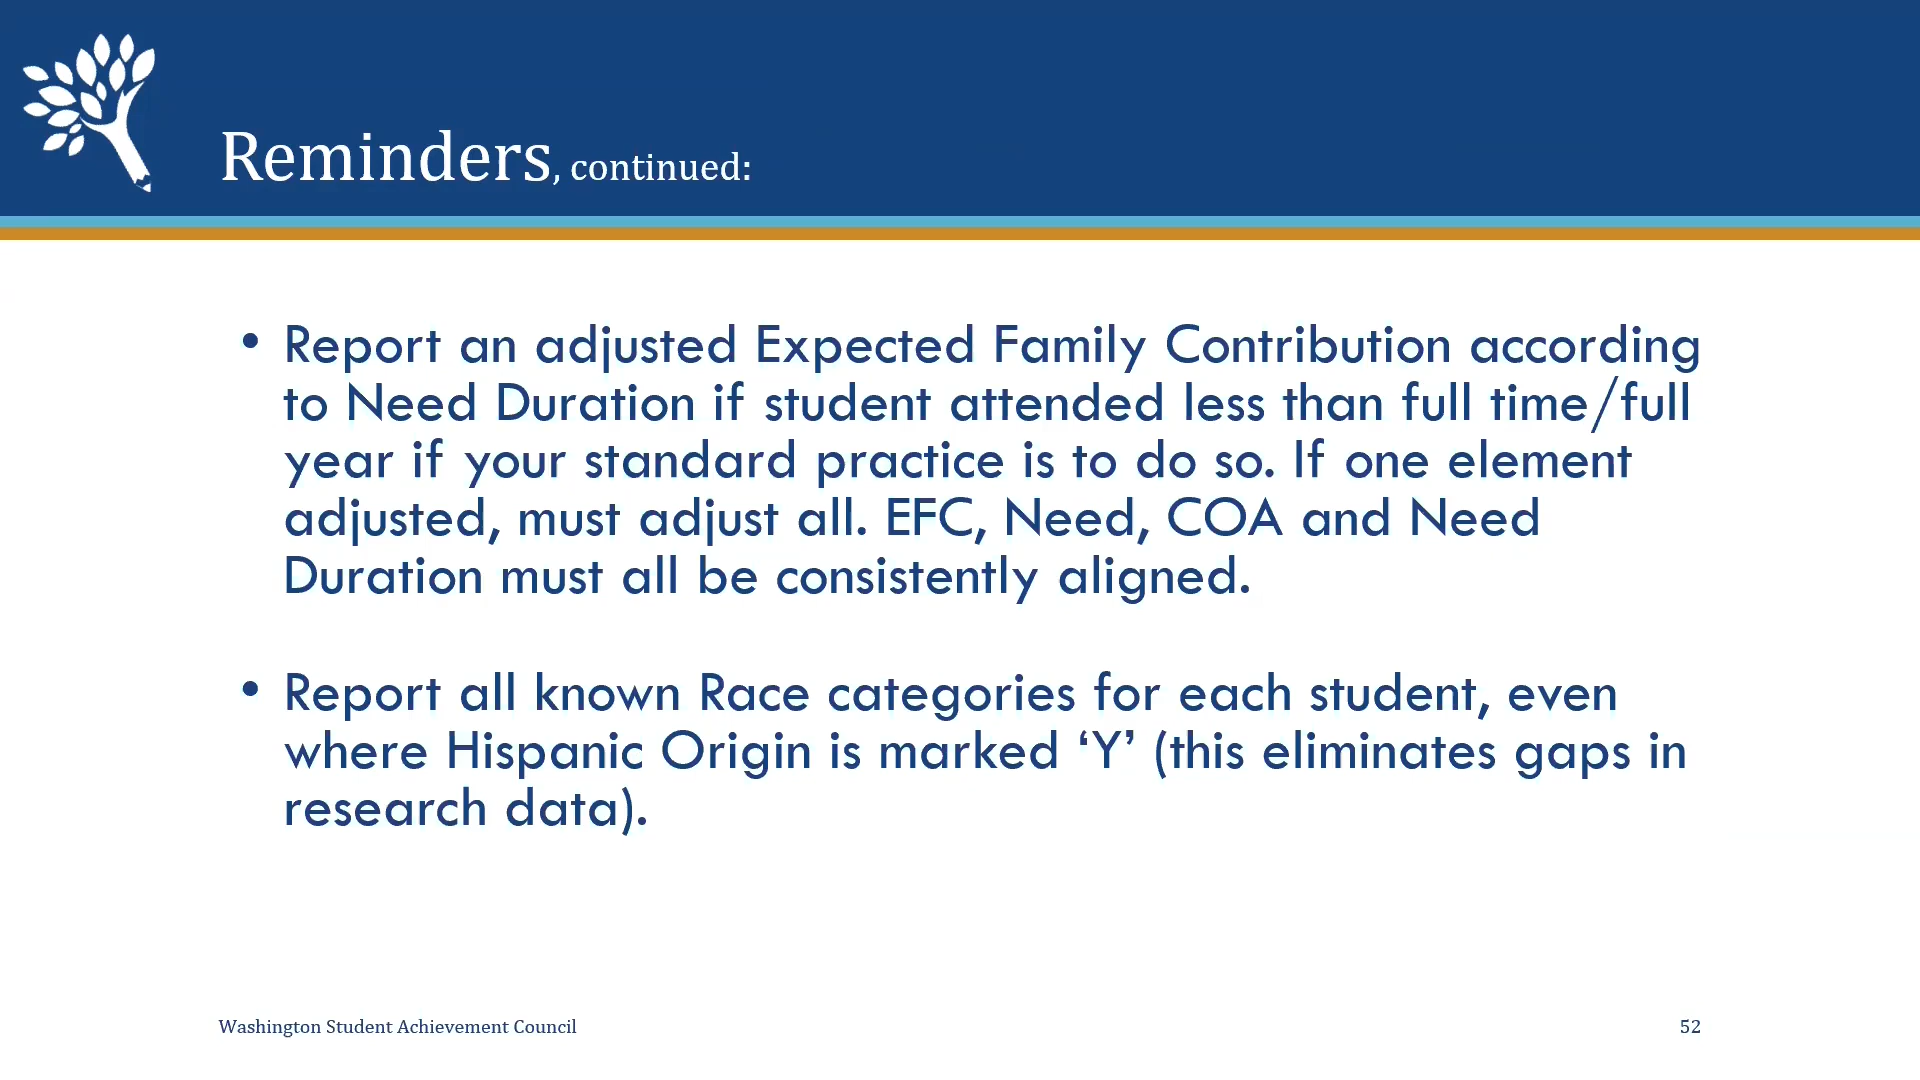 Reminders, continued:
• Report an adjusted Expected Family Contribution according
to Need Duration if student attended less than full time/full
year if your standard practice is to do so. If one element
adjusted, must adjust all. EFC, Need, COA and Need
Duration must all be consistently aligned.
• Report all known Race categories for each student, even
where Hispanic Origin is marked ‘Y’ (this eliminates gaps in
research data).
Washington Student Achievement Council
52